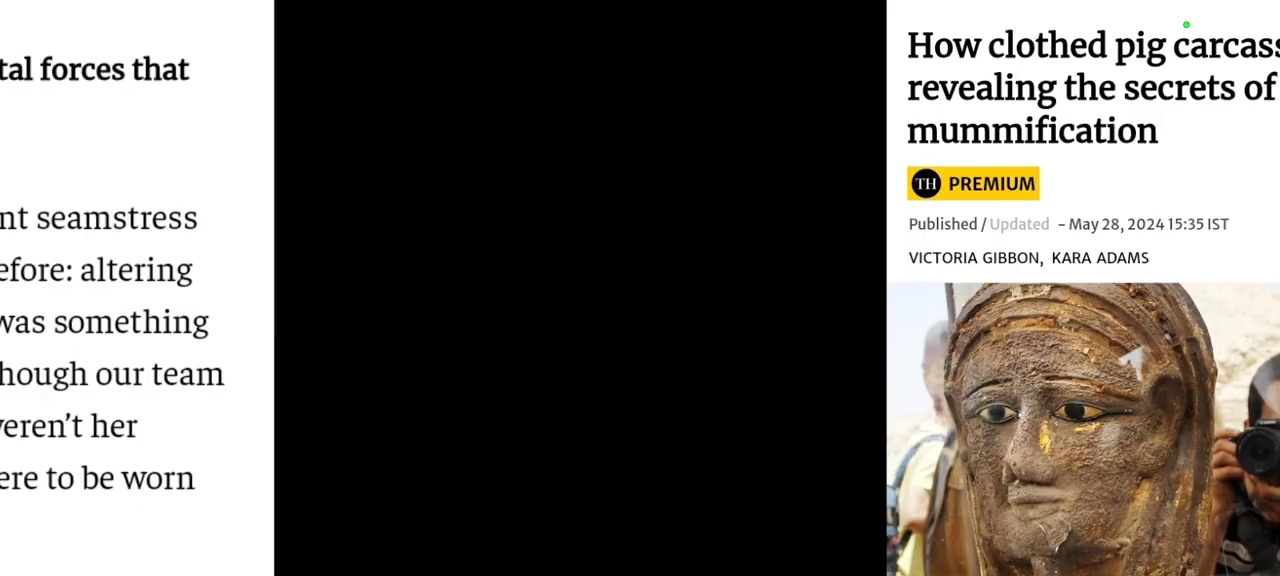 tal forces that
nt seamstress
efore: altering
was something
hough our team
veren't her
ere to be worn
How clothed pig carcass
revealing the secrets of
mummification
TH PREMIUM
Published / Updated - May 28, 2024 15:35 IST
VICTORIA GIBBON, KARA ADAMS